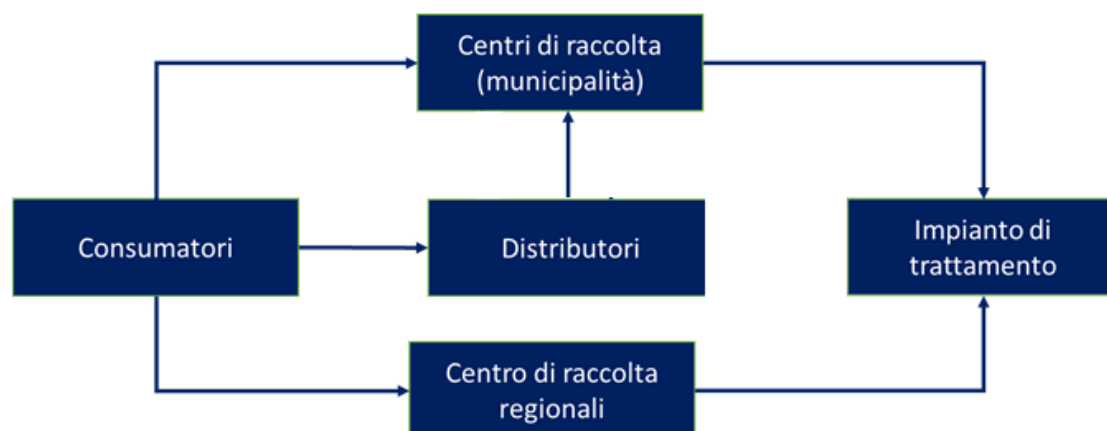 Centri di raccolta
(municipalità)
Consumatori
Distributori
Impianto di
trattamento
Centro di raccolta
regionali